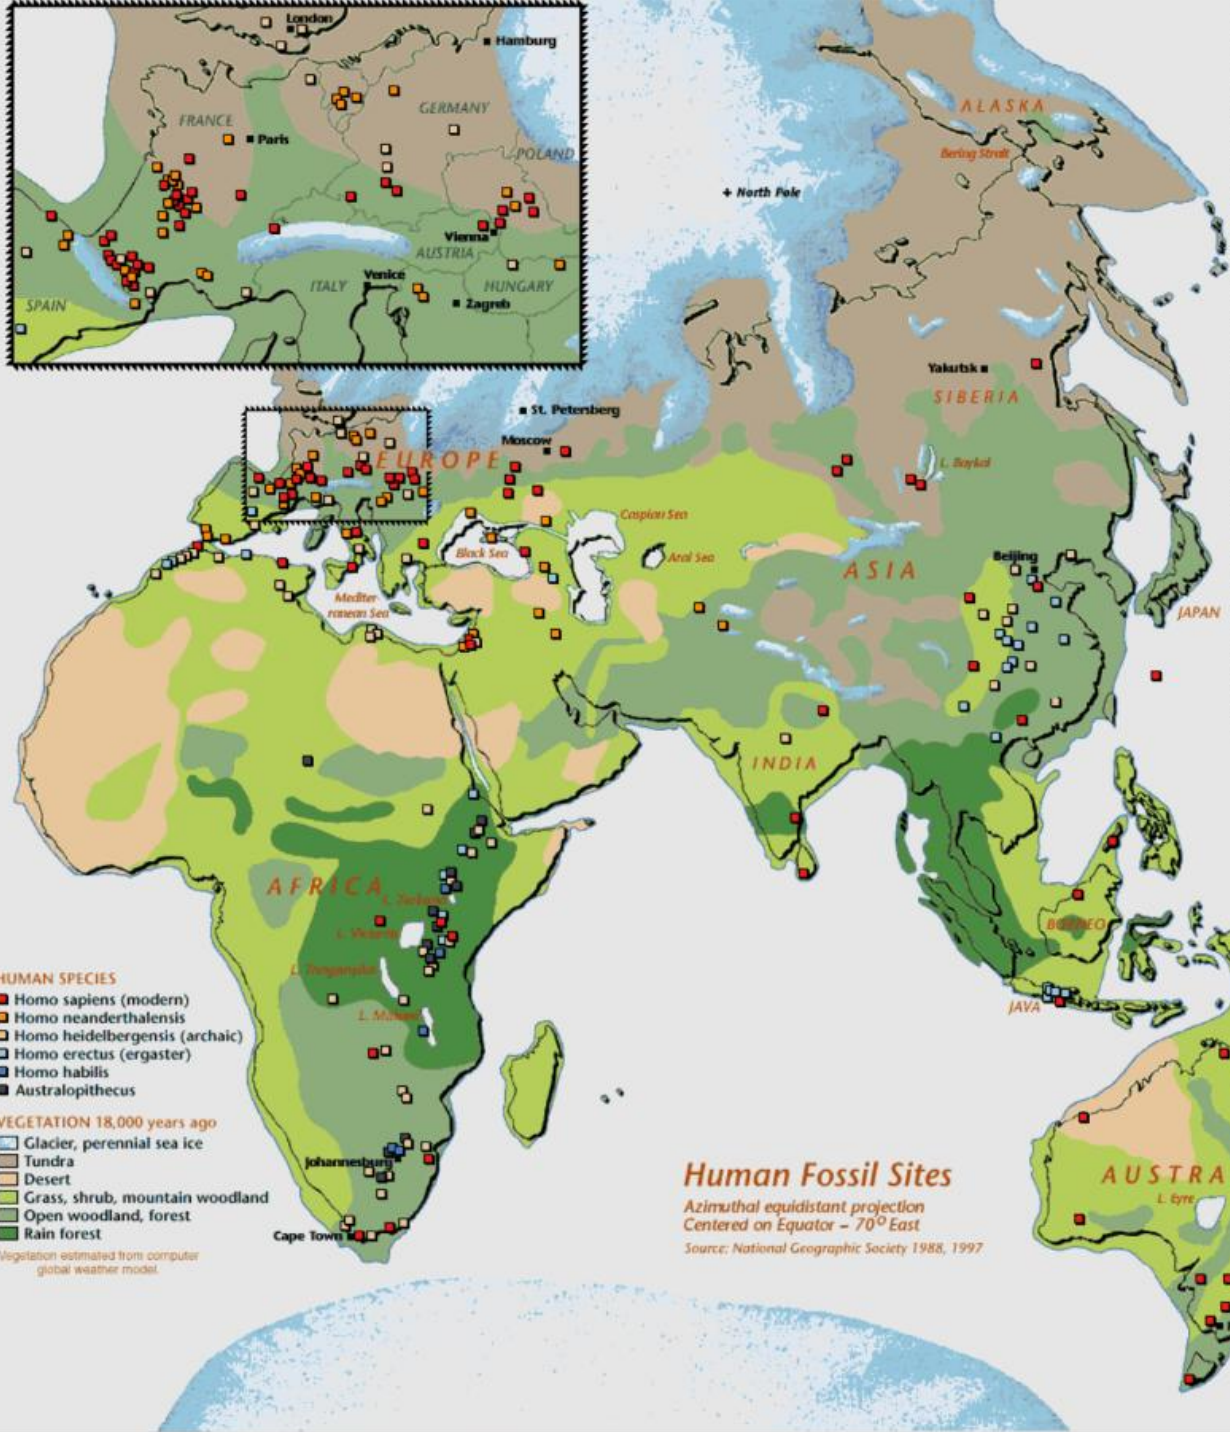 London
Hamburg
FRANCE
GERMANY
Paris
POLAND
Vienna
AUSTRIA
Venice
ITALY
HUNGARY
SPAIN
Zagreb
ALASKA
Bering Strait
North Pole
Yakutsk
SIBERIA
St. Petersberg
Moscow
EUROPE
L. Baykal
Caspian Sea
Black Sea
Aral Sea
Beijing
ASIA
Mediter
ranean Sea
JAPAN
INDIA
AFRICA
L. Turkana
L. Victoria
BORNEO
L. Tanganyika
JAVA
L. Malawi
HUMAN SPECIES
Homo sapiens (modern)
Homo neanderthalensis
Homo heidelbergensis (archaic)
Homo erectus (ergaster)
Homo habilis
Australopithecus
VEGETATION 18,000 years ago
Glacier, perennial sea ice
Tundra
Desert
Grass, shrub, mountain woodland
Open woodland, forest
Rain forest
Vegetation estimated from computer
global weather model.
Johannesburg
Cape Town
Human Fossil Sites
Azimuthal equidistant projection
Centered on Equator – 70° East
Source: National Geographic Society 1988, 1997
AUSTRA
L. Eyre